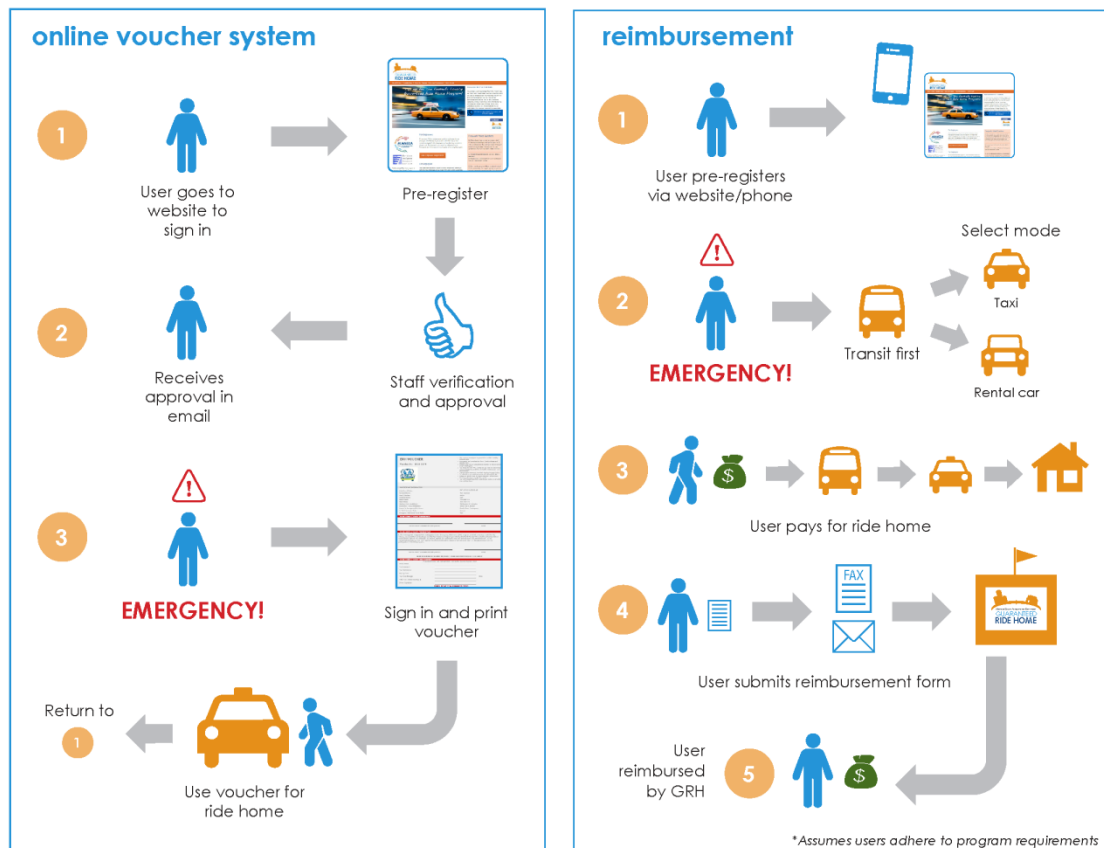 online voucher system
1
User goes to
website to
sign in
GUARANTEED
RIDE HOME
Pre-register
2
Receives
approval in
email
Staff verification
and approval
3
!
EMERGENCY!
Sign in and print
voucher
Return to
1
Use voucher for
ride home
reimbursement
1
User pre-registers
via website/phone
2
!
EMERGENCY!
Transit first
Select mode
Taxi
Rental car
3
$
User pays for ride home
4
FAX
GUARANTEED
RIDE HOME
User submits reimbursement form
User
reimbursed
by GRH
5
$
*Assumes users adhere to program requirements